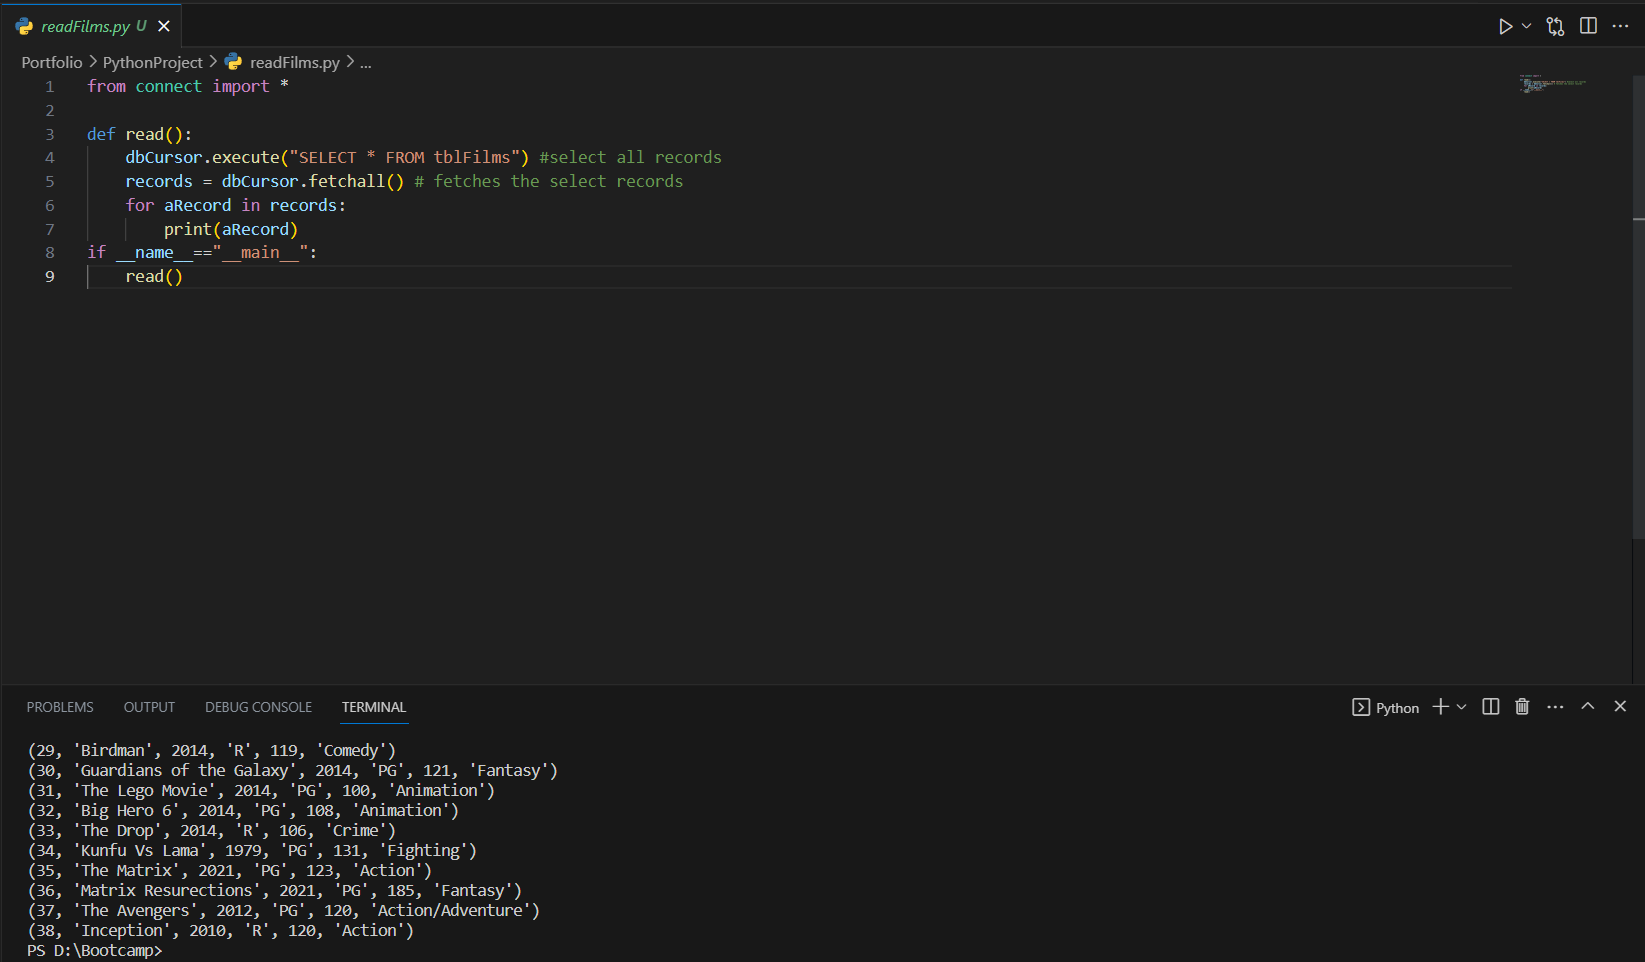 readFilms.py U
Portfolio > PythonProject > readFilms.py > ...
1 from connect import *
2
3 def read():
4 dbCursor.execute("SELECT * FROM tblFilms") #select all records
5 records = dbCursor.fetchall() # fetches the select records
6 for aRecord in records:
7 print(aRecord)
8 if __name__=="__main__":
9 read()
PROBLEMS OUTPUT DEBUG CONSOLE TERMINAL Python
(29, 'Birdman', 2014, 'R', 119, 'Comedy')
(30, 'Guardians of the Galaxy', 2014, 'PG', 121, 'Fantasy')
(31, 'The Lego Movie', 2014, 'PG', 100, 'Animation')
(32, 'Big Hero 6', 2014, 'PG', 108, 'Animation')
(33, 'The Drop', 2014, 'R', 106, 'Crime')
(34, 'Kunfu Vs Lama', 1979, 'PG', 131, 'Fighting')
(35, 'The Matrix', 2021, 'PG', 123, 'Action')
(36, 'Matrix Resurections', 2021, 'PG', 185, 'Fantasy')
(37, 'The Avengers', 2012, 'PG', 120, 'Action/Adventure')
(38, 'Inception', 2010, 'R', 120, 'Action')
PS D:\Bootcamp>